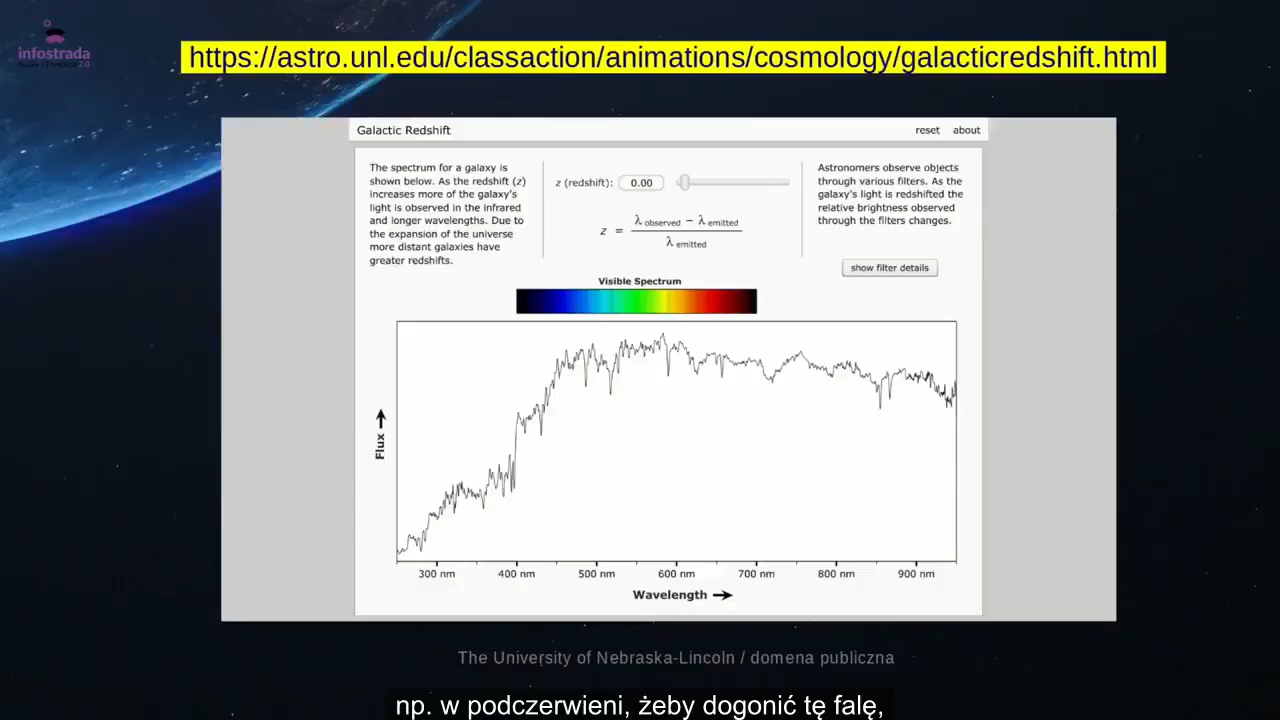 infostrada
https://astro.unl.edu/classaction/animations/cosmology/galacticredshift.html
Galactic Redshift
reset about
The spectrum for a galaxy is
shown below. As the redshift (z)
increases more of the galaxy's
light is observed in the infrared
and longer wavelengths. Due to
the expansion of the universe
more distant galaxies have
greater redshifts.
z (redshift): 0.00
z = λ observed − λ emitted
λ emitted
Astronomers observe objects
through various filters. As the
galaxy's light is redshifted the
relative brightness observed
through the filters changes.
show filter details
Visible Spectrum
Flux
300 nm 400 nm 500 nm 600 nm 700 nm 800 nm 900 nm
Wavelength
The University of Nebraska-Lincoln / domena publiczna
np. w podczerwieni, żeby dogonić tę falę,